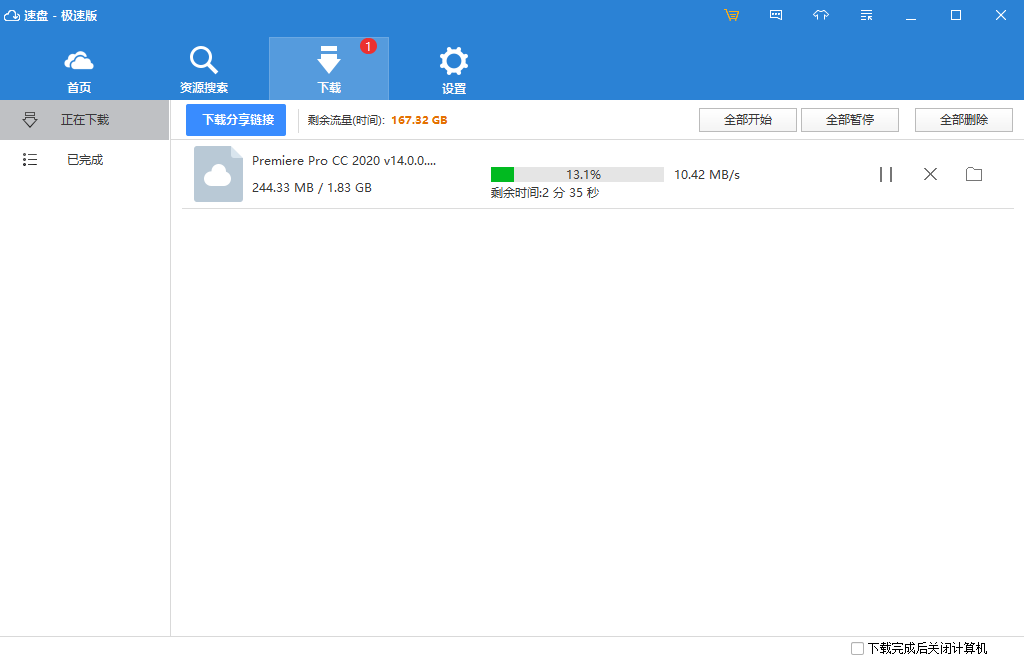 速盘 - 极速版
首页
资源搜索
下载
1
设置
正在下载
已完成
下载分享链接
剩余流量(时间): 167.32 GB
全部开始
全部暂停
全部删除
Premiere Pro CC 2020 v14.0.0....
244.33 MB / 1.83 GB
13.1%
10.42 MB/s
剩余时间:2 分 35 秒
下载完成后关闭计算机